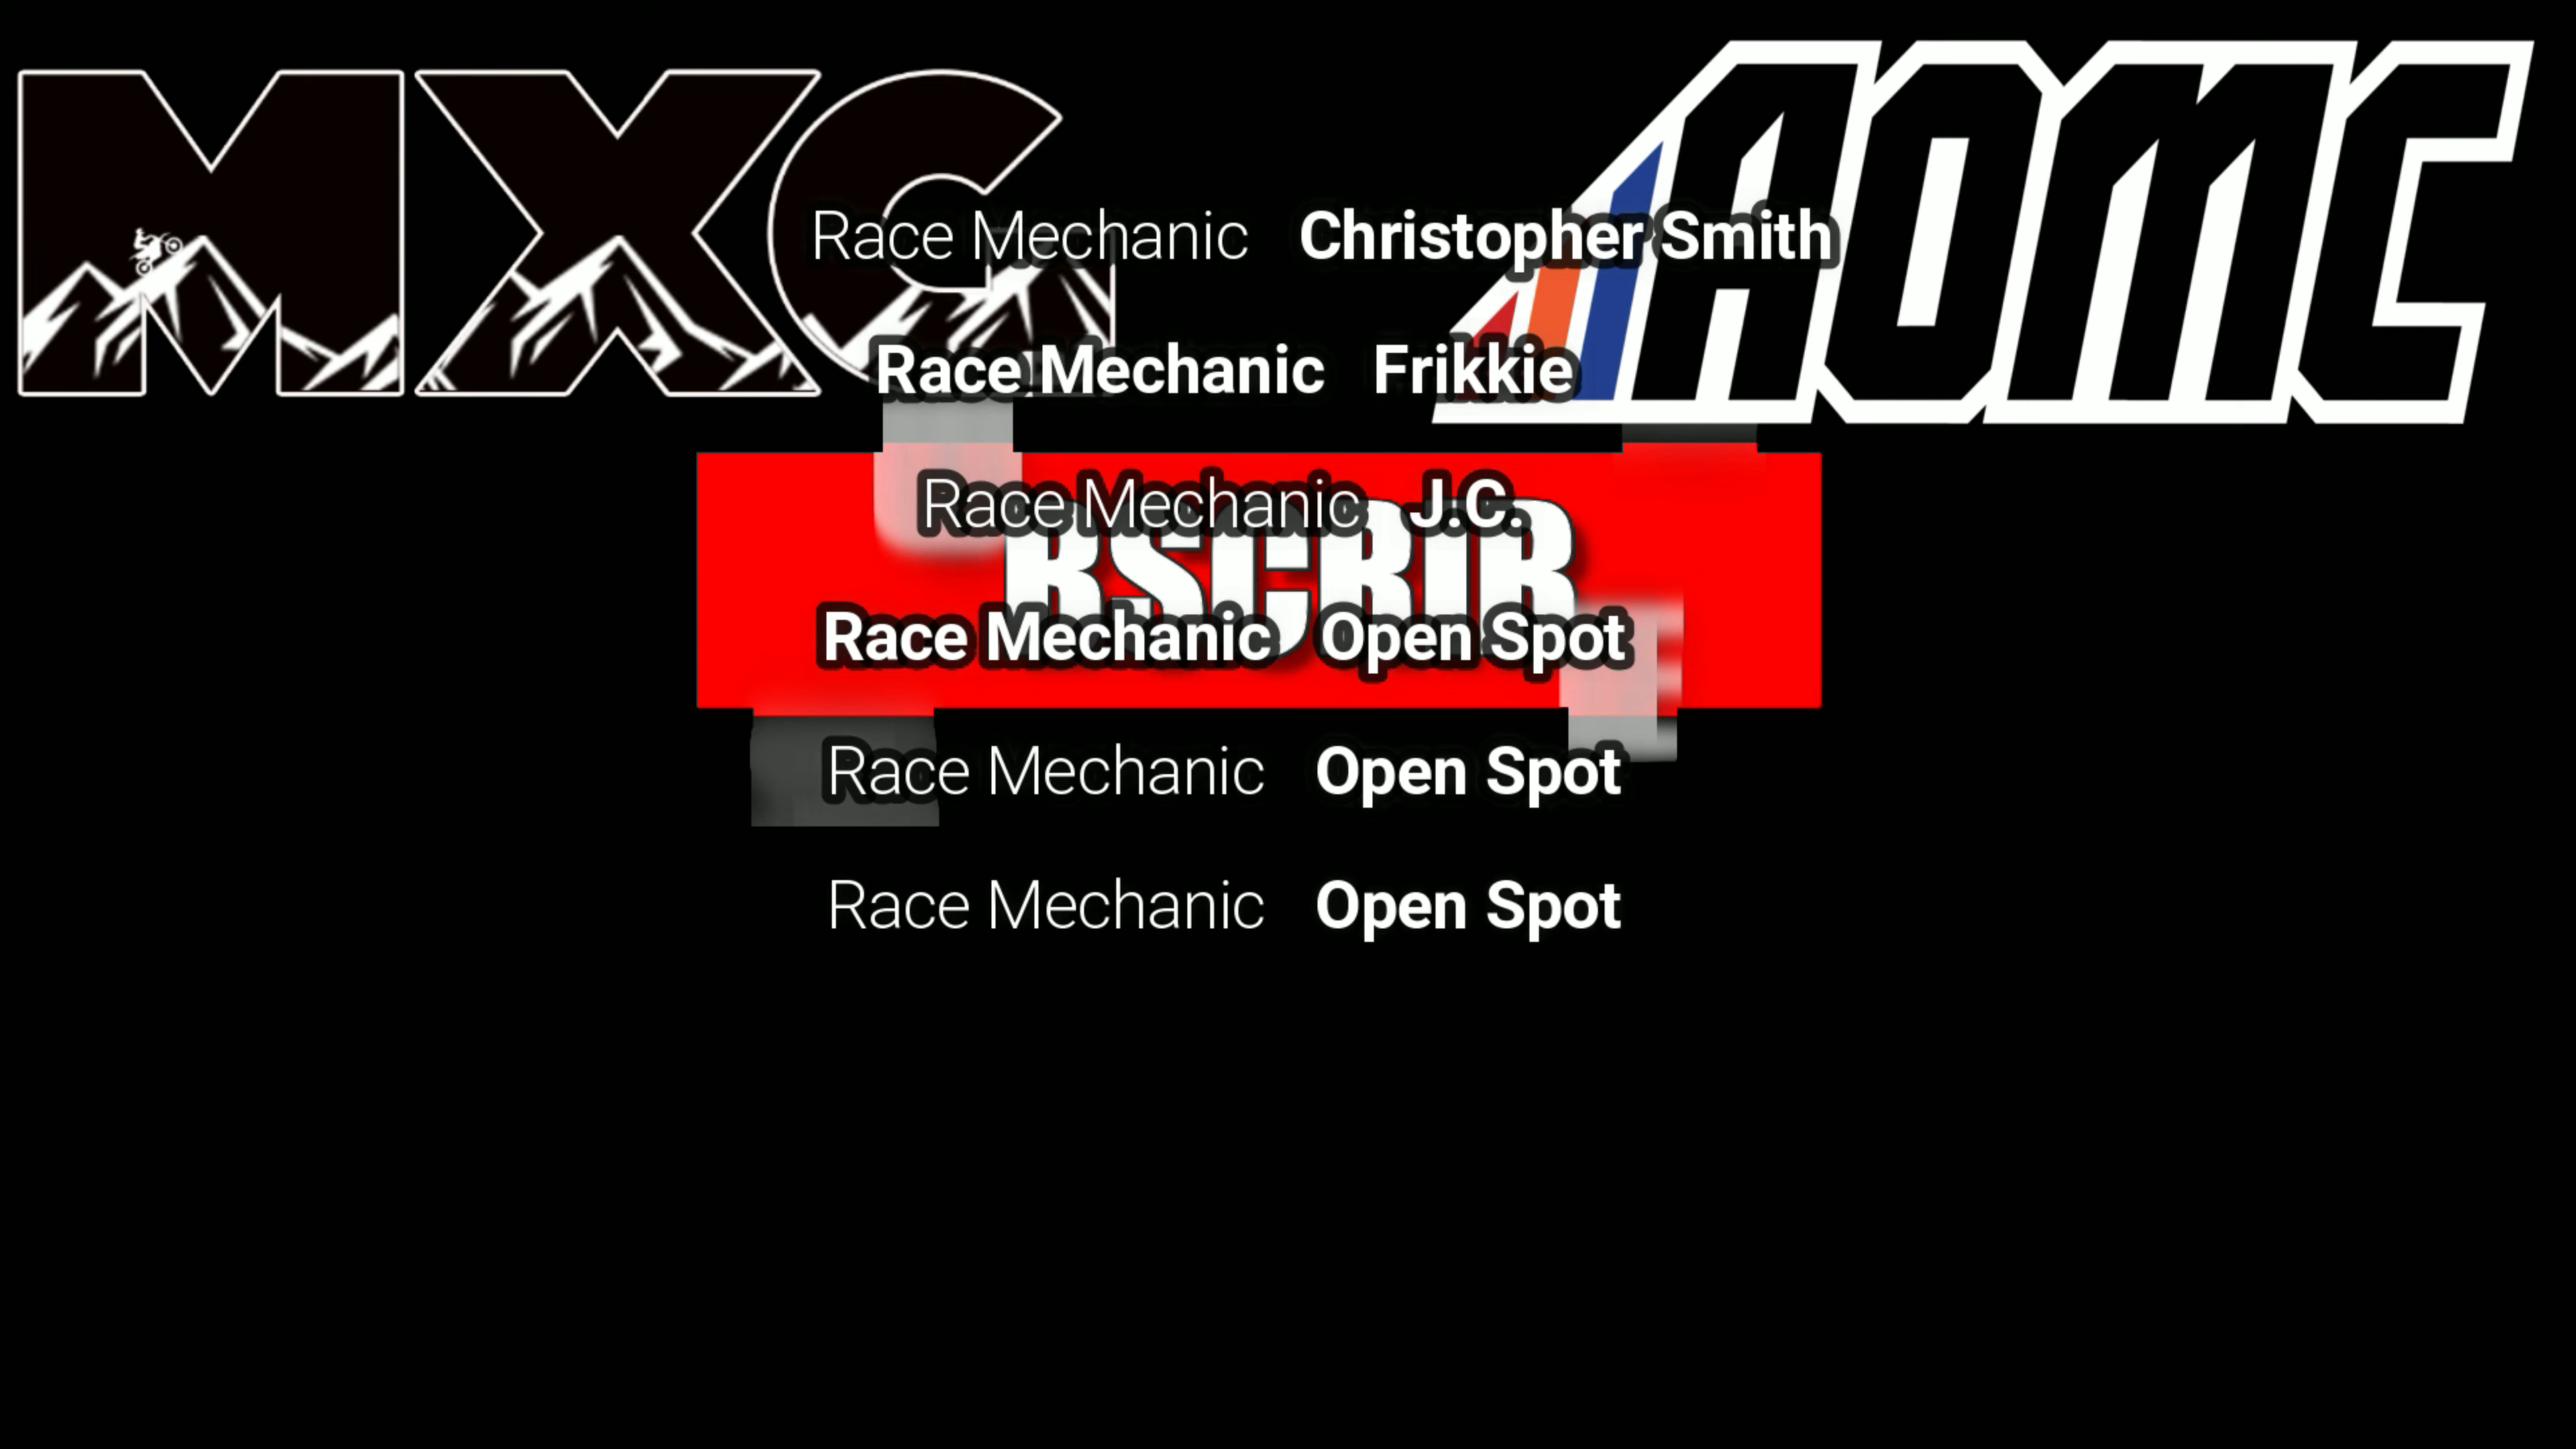 MXG
AOMC
Race Mechanic Christopher Smith
Race Mechanic Frikkie
Race Mechanic J.C.
Race Mechanic Open Spot
Race Mechanic Open Spot
Race Mechanic Open Spot